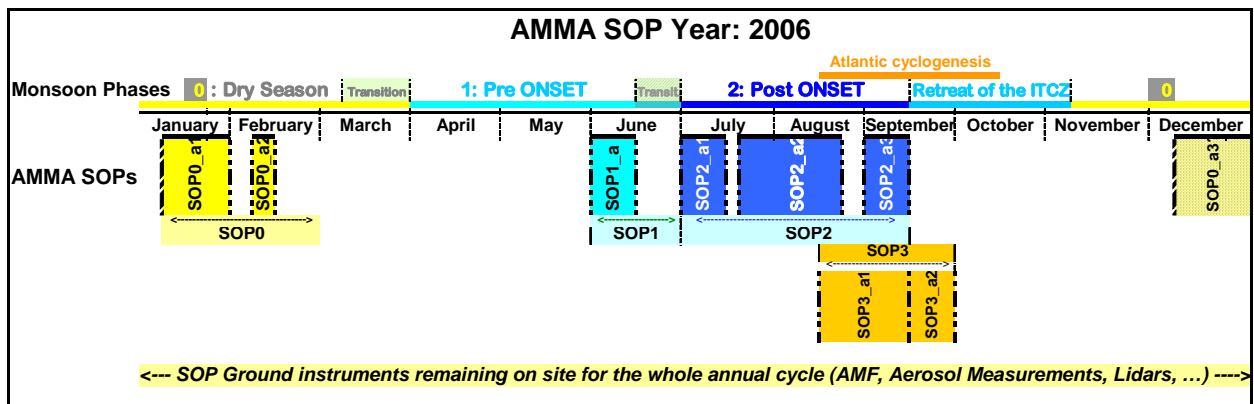 AMMA SOP Year: 2006
Atlantic cyclogenesis
Monsoon Phases 0 : Dry Season Transition 1: Pre ONSET Transit 2: Post ONSET Retreat of the ITCZ 0
January February March April May June July August September October November December
AMMA SOPs SOP0_a1 SOP0_a2 SOP1_a SOP2_a1 SOP2_a2 SOP2_a3 SOP0_a3?
SOP0 SOP1 SOP2
SOP3
SOP3_a1 SOP3_a2
<--- SOP Ground instruments remaining on site for the whole annual cycle (AMF, Aerosol Measurements, Lidars, …) ---->